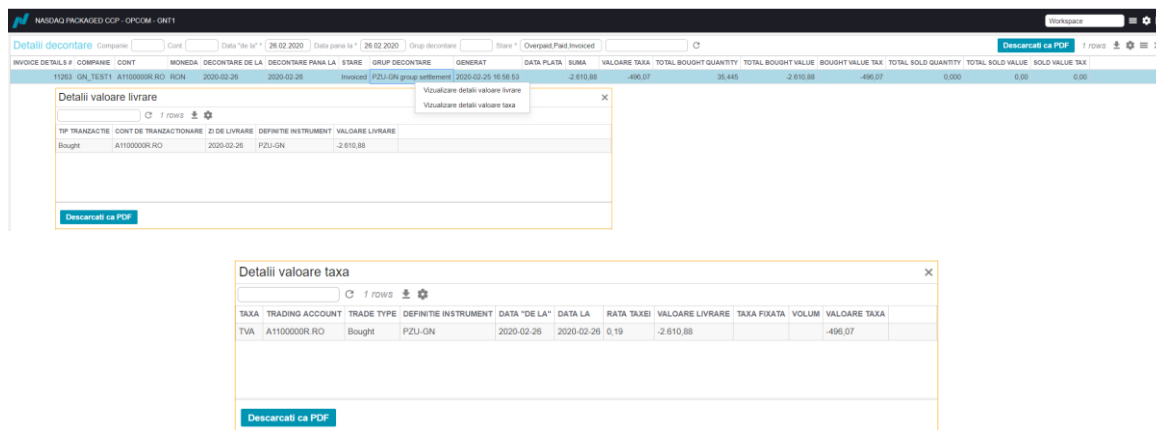 NASDAQ PACKAGED CCP - OPCOM - GNT1 Workspace
Detalii decontare Companie Cont Data "de la" * 26.02.2020 Data pana la * 26.02.2020 Grup decontare Stare * Overpaid,Paid,Invoiced Descarcati ca PDF 1 rows
INVOICE DETAILS # COMPANIE CONT MONEDA DECONTARE DE LA DECONTARE PANA LA STARE GRUP DECONTARE GENERAT DATA PLATA SUMA VALOARE TAXA TOTAL BOUGHT QUANTITY TOTAL BOUGHT VALUE BOUGHT VALUE TAX TOTAL SOLD QUANTITY TOTAL SOLD VALUE SOLD VALUE TAX
11263 GN_TEST1 A1100000R.RO RON 2020-02-26 2020-02-26 Invoiced PZU-GN group settlement 2020-02-25 16:56:53 -2.610,88 -496,07 35,445 -2.610,88 -496,07 0,000 0,00 0,00
Vizualizare detalii valoare livrare
Vizualizare detalii valoare taxa
Detalii valoare livrare
1 rows
TIP TRANZACTIE CONT DE TRANZACTIONARE ZI DE LIVRARE DEFINITIE INSTRUMENT VALOARE LIVRARE
Bought A1100000R.RO 2020-02-26 PZU-GN -2.610,88
Descarcati ca PDF
Detalii valoare taxa
1 rows
TAXA TRADING ACCOUNT TRADE TYPE DEFINITIE INSTRUMENT DATA "DE LA" DATA LA RATA TAXEI VALOARE LIVRARE TAXA FIXATA VOLUM VALOARE TAXA
TVA A1100000R.RO Bought PZU-GN 2020-02-26 2020-02-26 0,19 -2.610,88 -496,07
Descarcati ca PDF